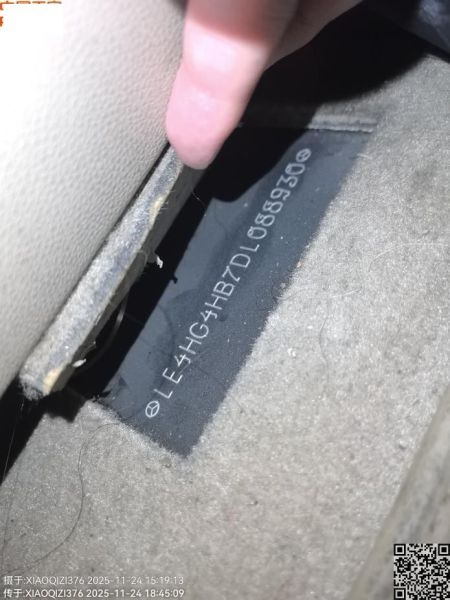 LE4HG4HB7DL088930
摄于:XIAOQIZI376 2025-11-24 15:19:13
传于:XIAOQIZI376 2025-11-24 18:45:09